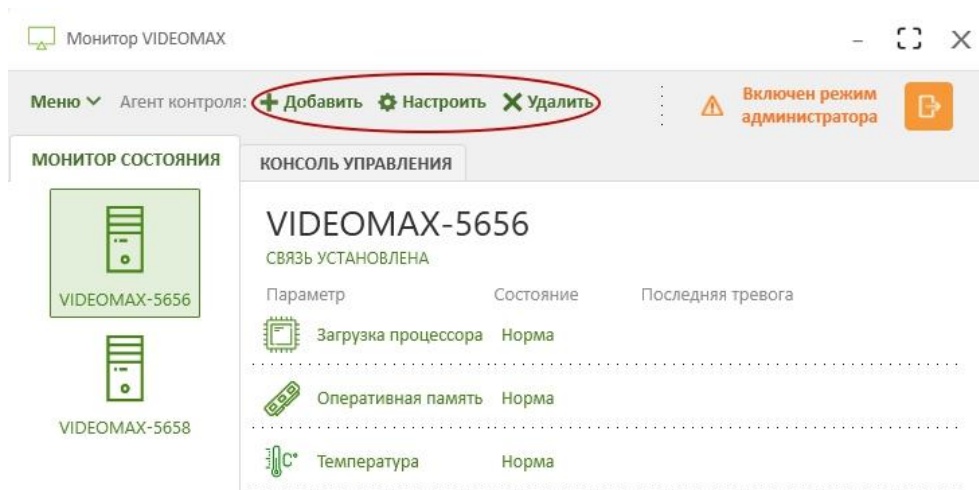 Монитор VIDEOMAX
Меню Агент контроля: Добавить Настроить Удалить
Включен режим
администратора
МОНИТОР СОСТОЯНИЯ КОНСОЛЬ УПРАВЛЕНИЯ
VIDEOMAX-5656
VIDEOMAX-5658
VIDEOMAX-5656
СВЯЗЬ УСТАНОВЛЕНА
Параметр Состояние Последняя тревога
Загрузка процессора Норма
Оперативная память Норма
C° Температура Норма